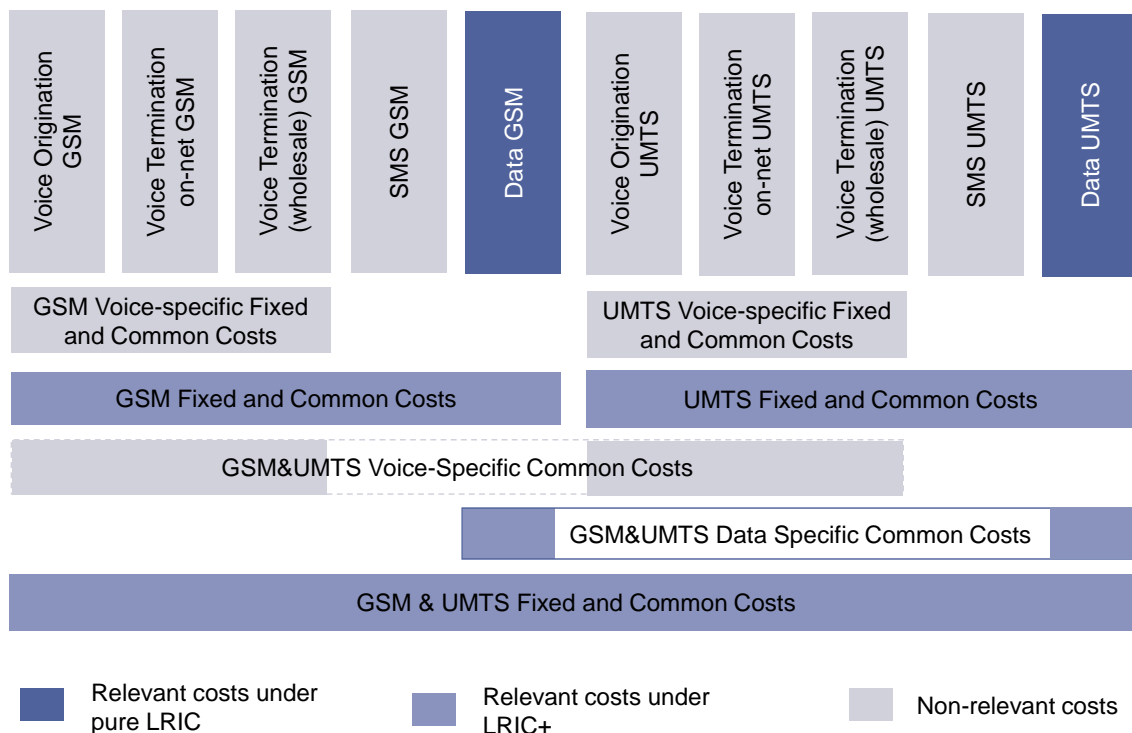 Voice Origination
GSM
Voice Termination
on-net GSM
Voice Termination
(wholesale) GSM
SMS GSM
Data GSM
Voice Origination
UMTS
Voice Termination
on-net UMTS
Voice Termination
(wholesale) UMTS
SMS UMTS
Data UMTS
GSM Voice-specific Fixed
and Common Costs
UMTS Voice-specific Fixed
and Common Costs
GSM Fixed and Common Costs
UMTS Fixed and Common Costs
GSM&UMTS Voice-Specific Common Costs
GSM&UMTS Data Specific Common Costs
GSM & UMTS Fixed and Common Costs
Relevant costs under
pure LRIC
Relevant costs under
LRIC+
Non-relevant costs